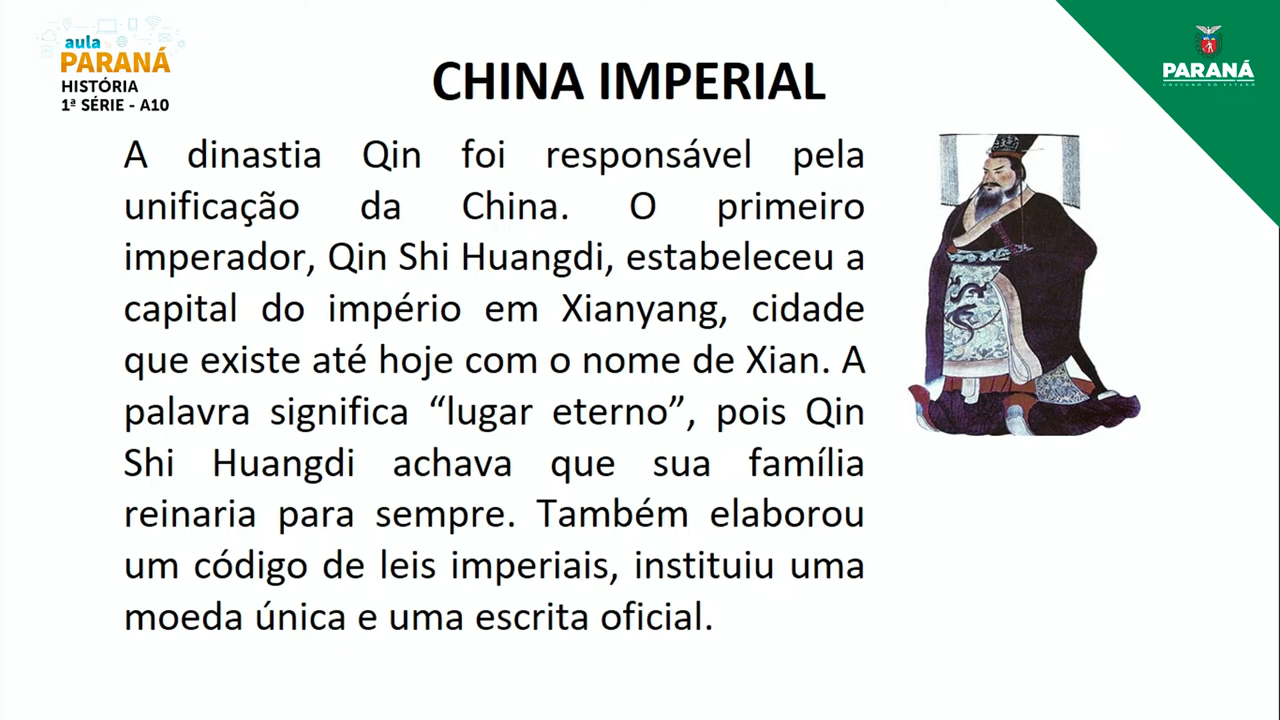 aula
PARANÁ
HISTÓRIA
1ª SÉRIE - A10
CHINA IMPERIAL
PARANÁ
GOVERNO DO ESTADO
A dinastia Qin foi responsável pela
unificação da China. O primeiro
imperador, Qin Shi Huangdi, estabeleceu a
capital do império em Xianyang, cidade
que existe até hoje com o nome de Xian. A
palavra significa “lugar eterno”, pois Qin
Shi Huangdi achava que sua família
reinaria para sempre. Também elaborou
um código de leis imperiais, instituiu uma
moeda única e uma escrita oficial.